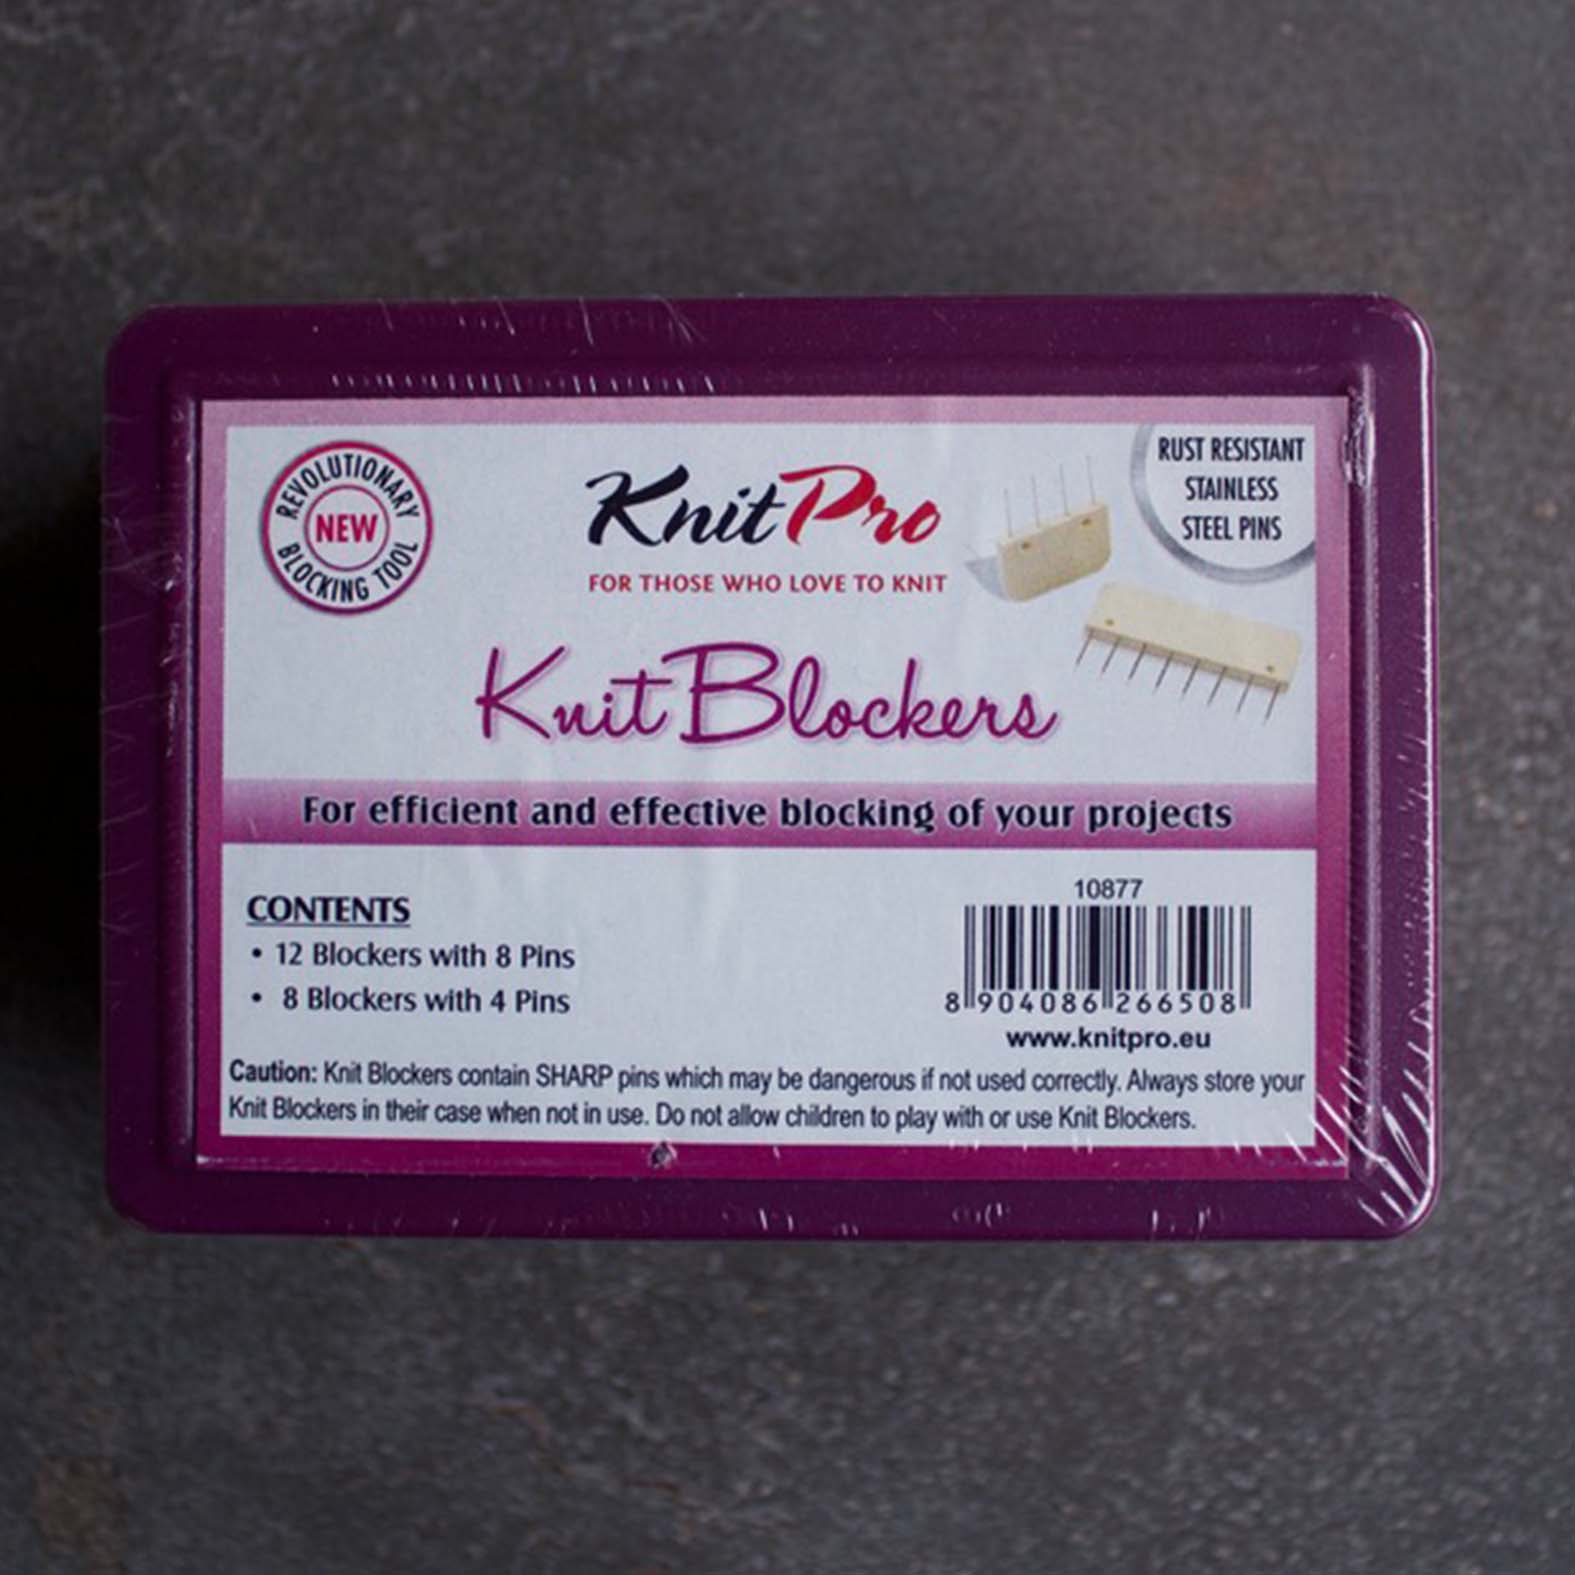 REVOLUTIONARY
NEW
BLOCKING TOOL
KnitPro
FOR THOSE WHO LOVE TO KNIT
RUST RESISTANT
STAINLESS
STEEL PINS
Knit Blockers
For efficient and effective blocking of your projects
CONTENTS
• 12 Blockers with 8 Pins
• 8 Blockers with 4 Pins
10877
8 904086 266508
www.knitpro.eu
Caution: Knit Blockers contain SHARP pins which may be dangerous if not used correctly. Always store your
Knit Blockers in their case when not in use. Do not allow children to play with or use Knit Blockers.